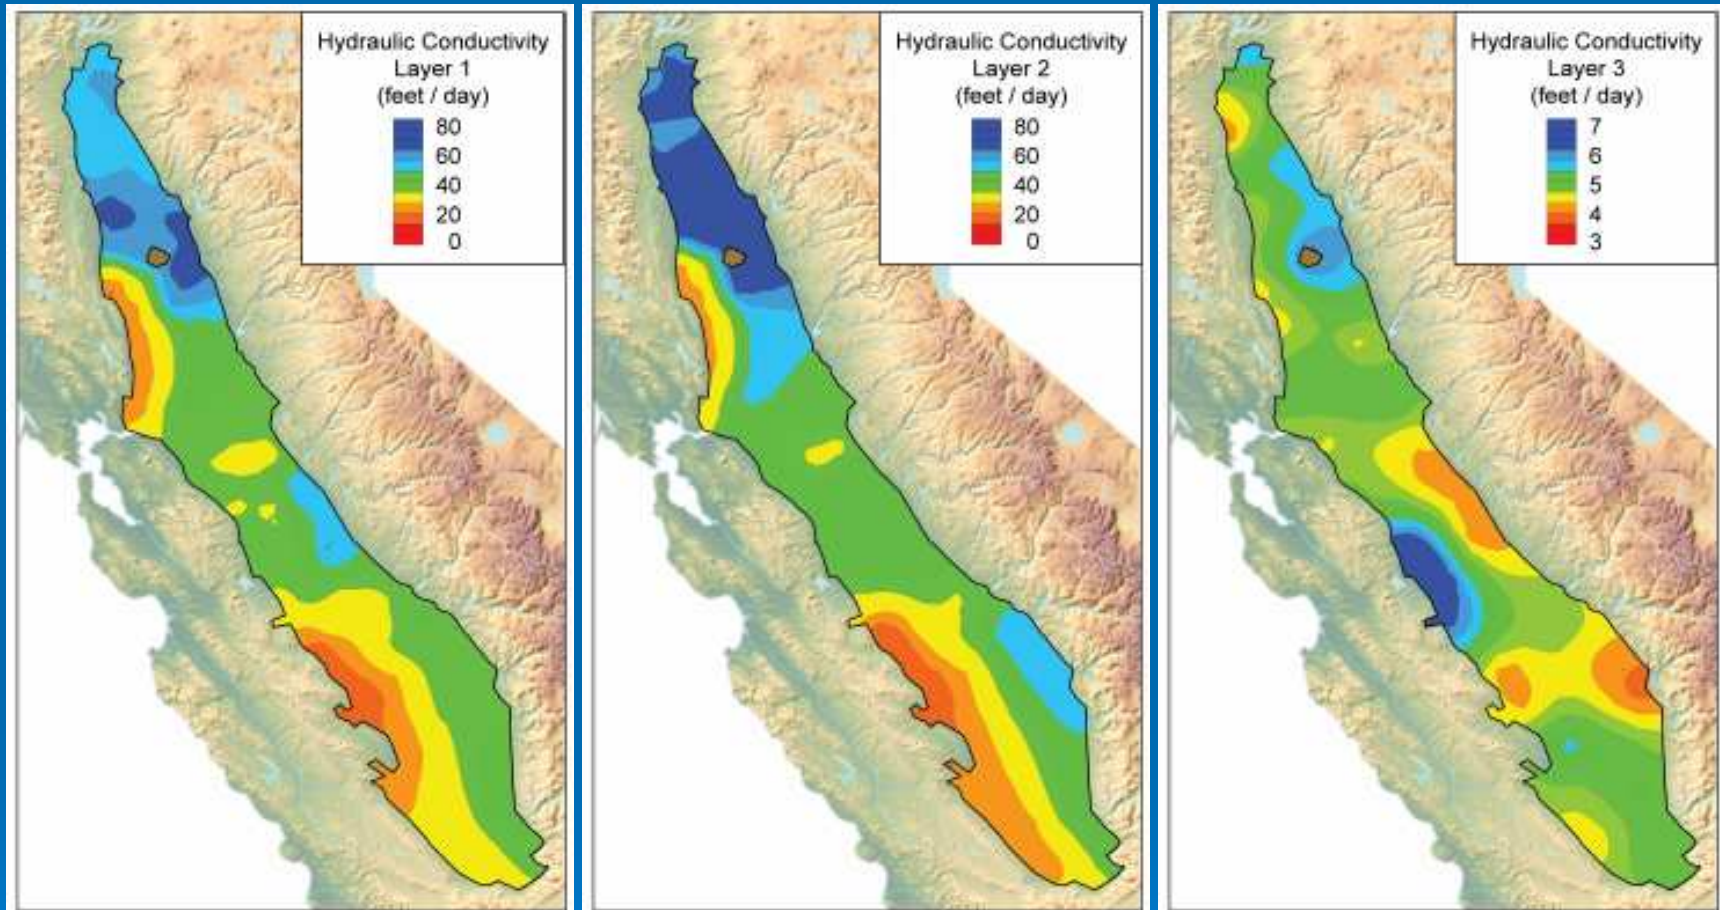 Hydraulic Conductivity
Layer 1
(feet / day)
80
60
40
20
0
Hydraulic Conductivity
Layer 2
(feet / day)
80
60
40
20
0
Hydraulic Conductivity
Layer 3
(feet / day)
7
6
5
4
3